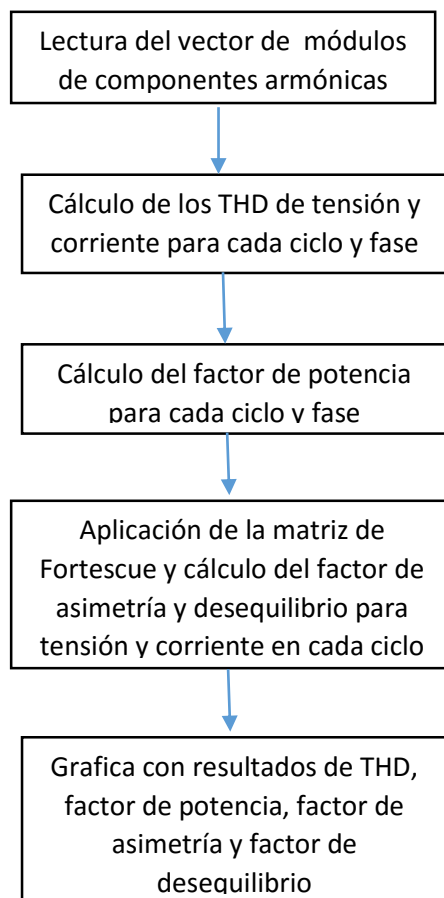 Lectura del vector de módulos
de componentes armónicas
Cálculo de los THD de tensión y
corriente para cada ciclo y fase
Cálculo del factor de potencia
para cada ciclo y fase
Aplicación de la matriz de
Fortescue y cálculo del factor de
asimetría y desequilibrio para
tensión y corriente en cada ciclo
Grafica con resultados de THD,
factor de potencia, factor de
asimetría y factor de
desequilibrio